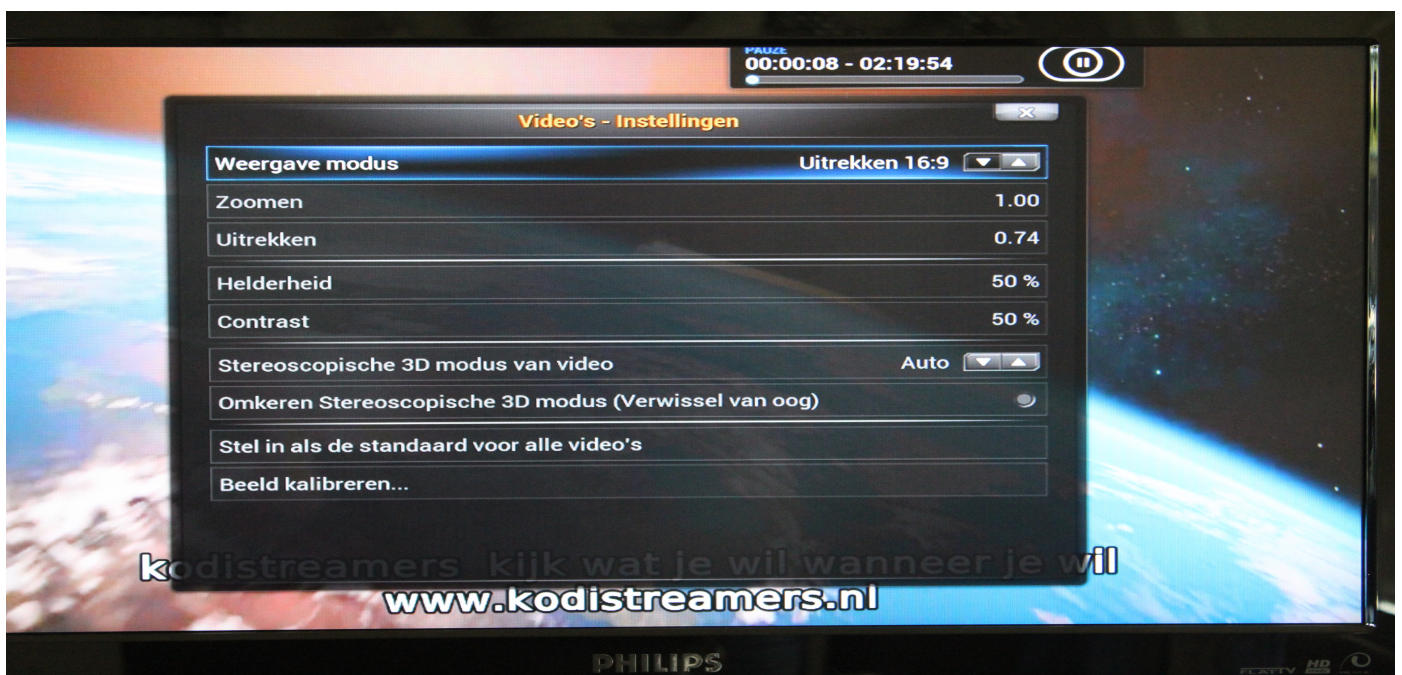 PAUZE
00:00:08 - 02:19:54
Video's - Instellingen
Weergave modus Uitrekken 16:9
Zoomen 1.00
Uitrekken 0.74
Helderheid 50 %
Contrast 50 %
Stereoscopische 3D modus van video Auto
Omkeren Stereoscopische 3D modus (Verwissel van oog)
Stel in als de standaard voor alle video's
Beeld kalibreren...
kodistreamers kijk wat je wil wanneer je wil
www.kodistreamers.nl
PHILIPS
FLAT TV HD